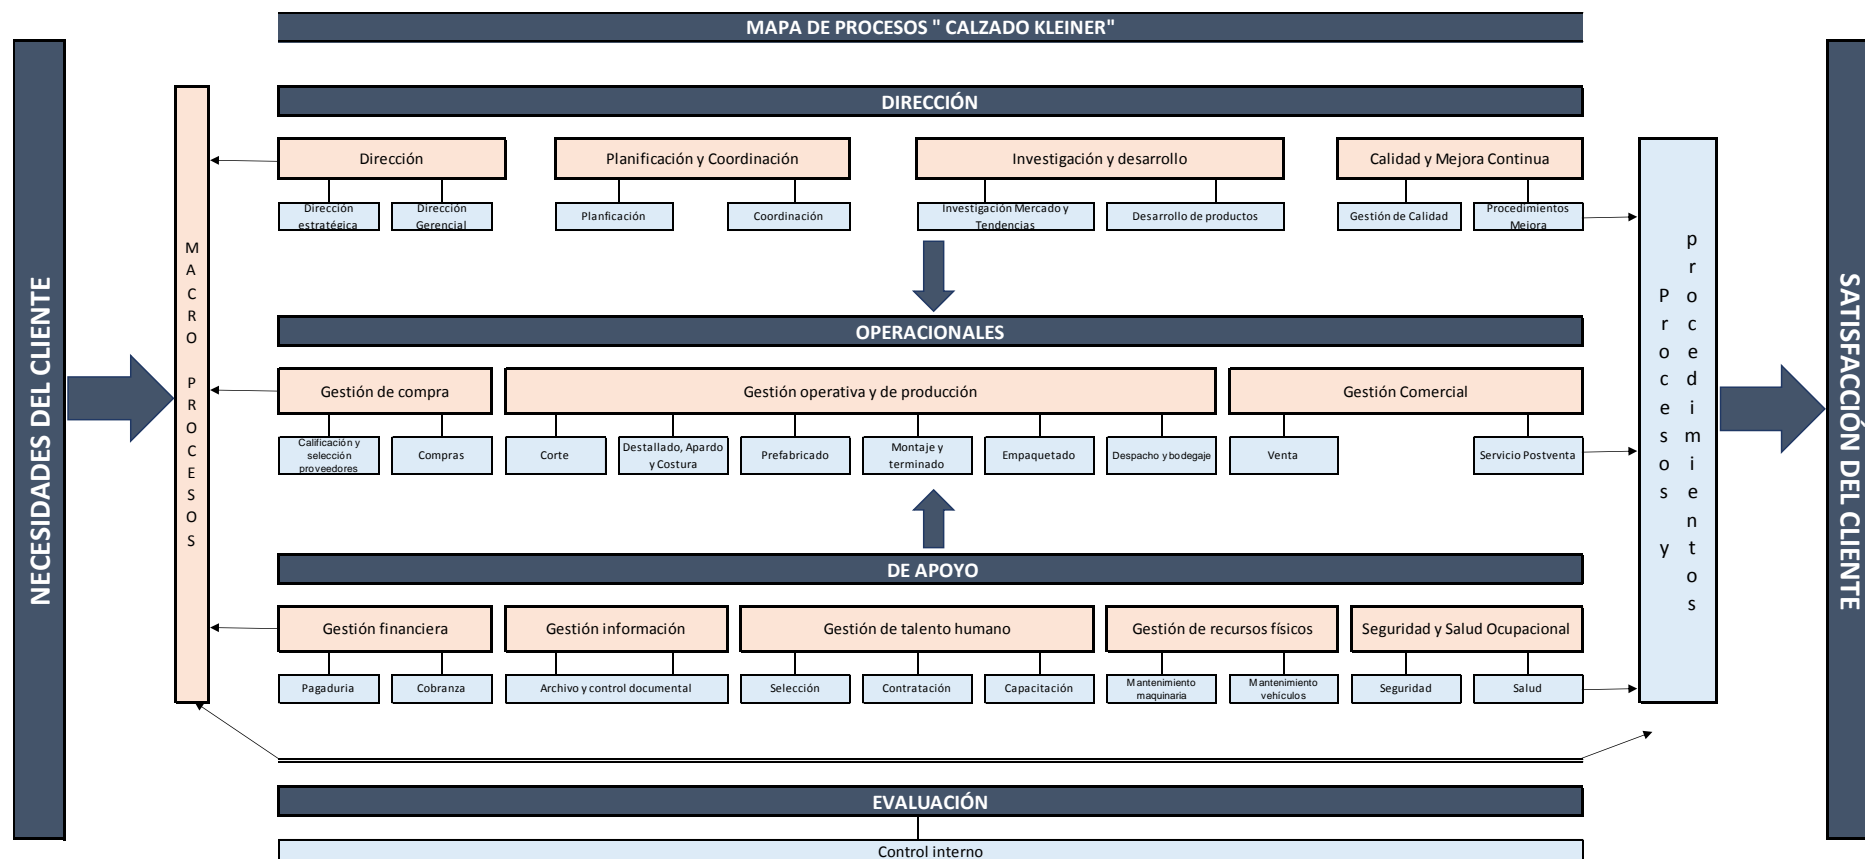 MAPA DE PROCESOS " CALZADO KLEINER"
NECESIDADES DEL CLIENTE
MACRO PROCESOS
DIRECCIÓN
Dirección
Planificación y Coordinación
Investigación y desarrollo
Calidad y Mejora Continua
Dirección
estratégica
Dirección
Gerencial
Planficación
Coordinación
Investigación Mercado y
Tendencias
Desarrollo de productos
Gestión de Calidad
Procedimientos
Mejora
OPERACIONALES
Gestión de compra
Gestión operativa y de producción
Gestión Comercial
Calificación y
selección
proveedores
Compras
Corte
Destallado, Apardo
y Costura
Prefabricado
Montaje y
terminado
Empaquetado
Despacho y bodegaje
Venta
Servicio Postventa
DE APOYO
Gestión financiera
Gestión información
Gestión de talento humano
Gestión de recursos físicos
Seguridad y Salud Ocupacional
Pagaduria
Cobranza
Archivo y control documental
Selección
Contratación
Capacitación
Mantenimiento
maquinaria
Mantenimiento
vehículos
Seguridad
Salud
Procesos y
procedimientos
SATISFACCIÓN DEL CLIENTE
EVALUACIÓN
Control interno